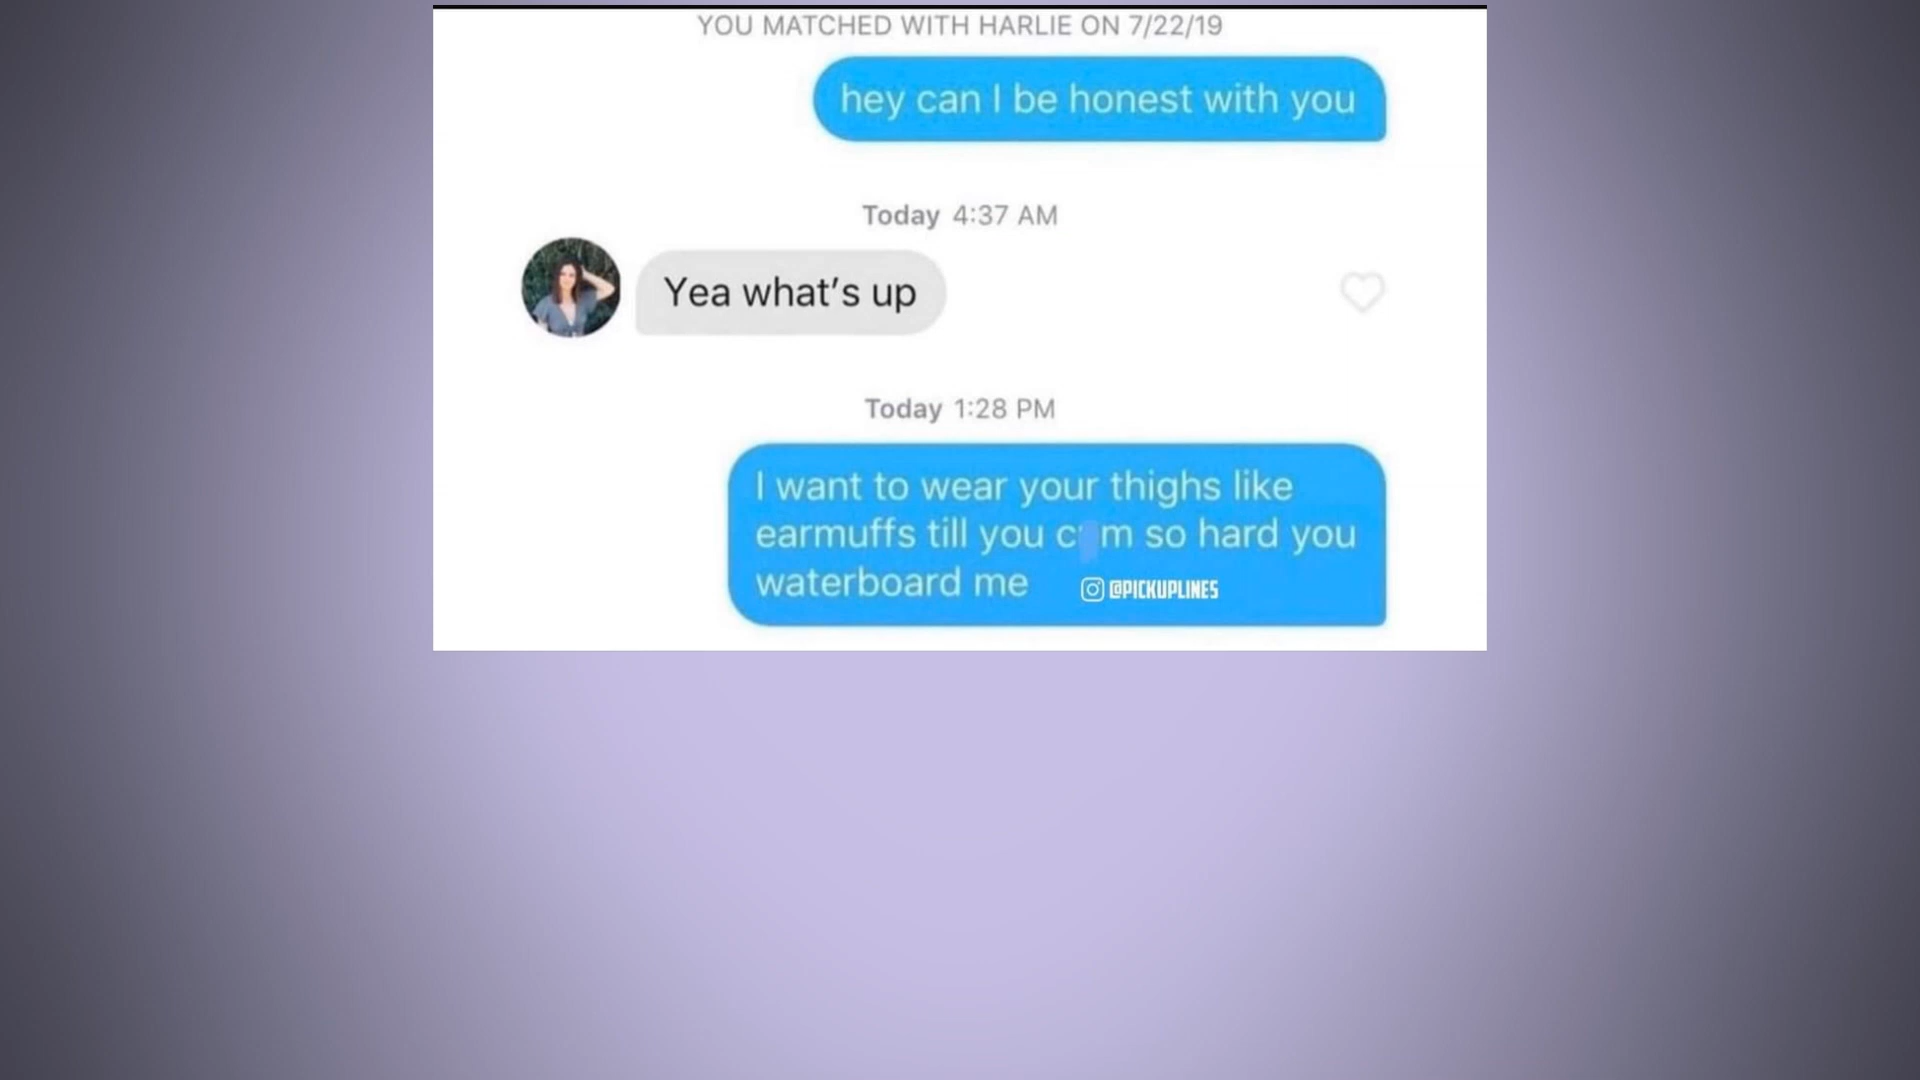 YOU MATCHED WITH HARLIE ON 7/22/19
hey can I be honest with you
Today 4:37 AM
Yea what's up
Today 1:28 PM
I want to wear your thighs like
earmuffs till you c m so hard you
waterboard me
@PICKUPLINES